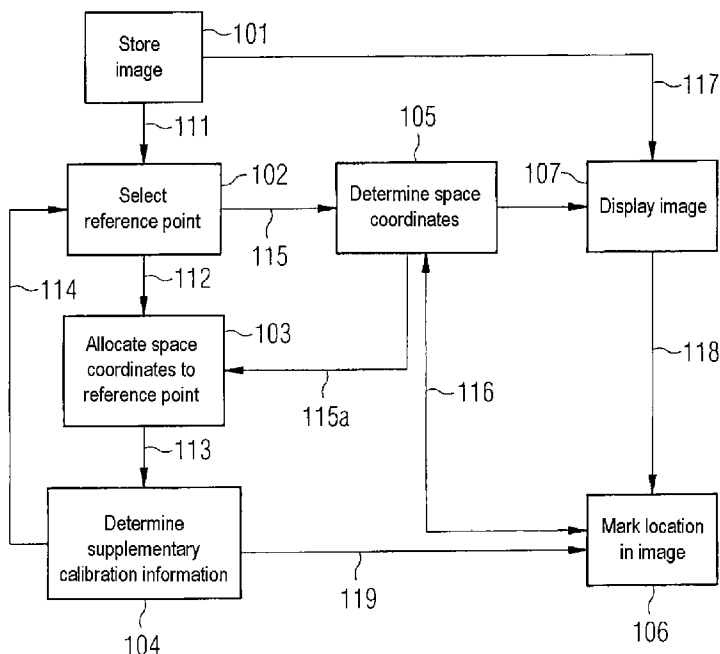 Store
image
101
111
117
105
Select
reference point
102
Determine space
coordinates
107
Display image
115
114
112
103
Allocate space
coordinates to
reference point
115a
116
118
113
Determine
supplementary
calibration information
119
Mark location
in image
104
106